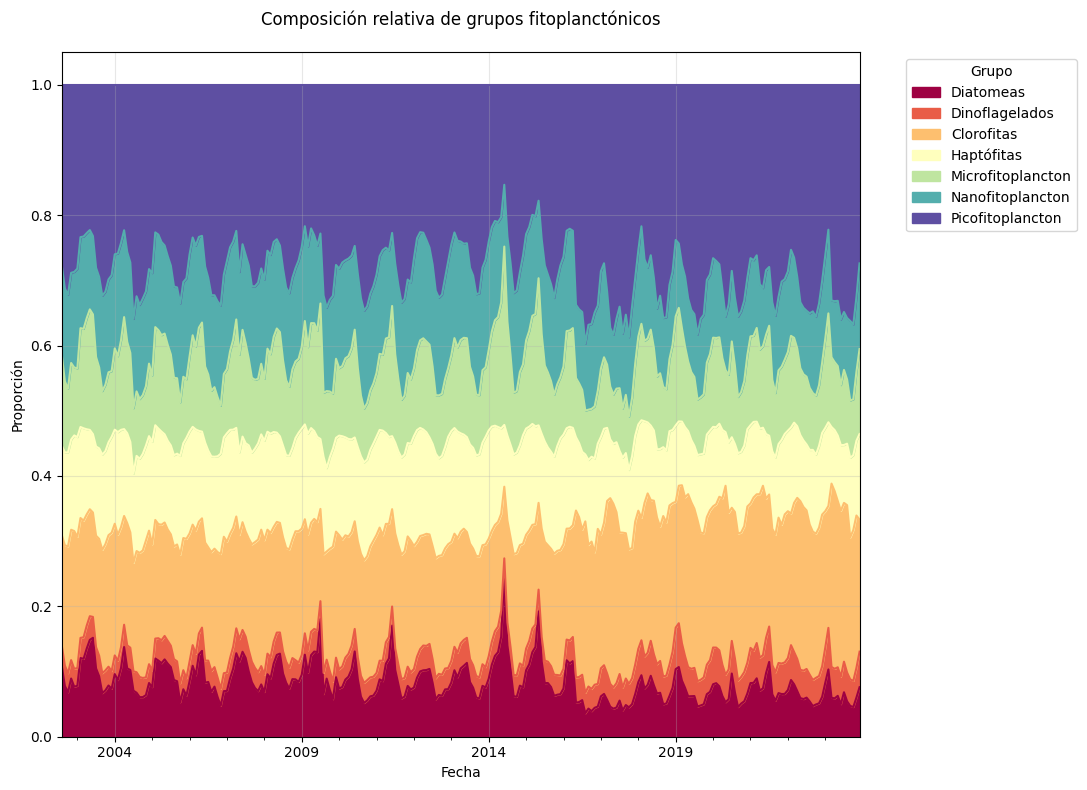 Composición relativa de grupos fitoplanctónicos
Proporción
1.0
0.8
0.6
0.4
0.2
0.0
2004
2009
2014
2019
Fecha
Grupo
Diatomeas
Dinoflagelados
Clorofitas
Haptófitas
Microfitoplancton
Nanofitoplancton
Picofitoplancton